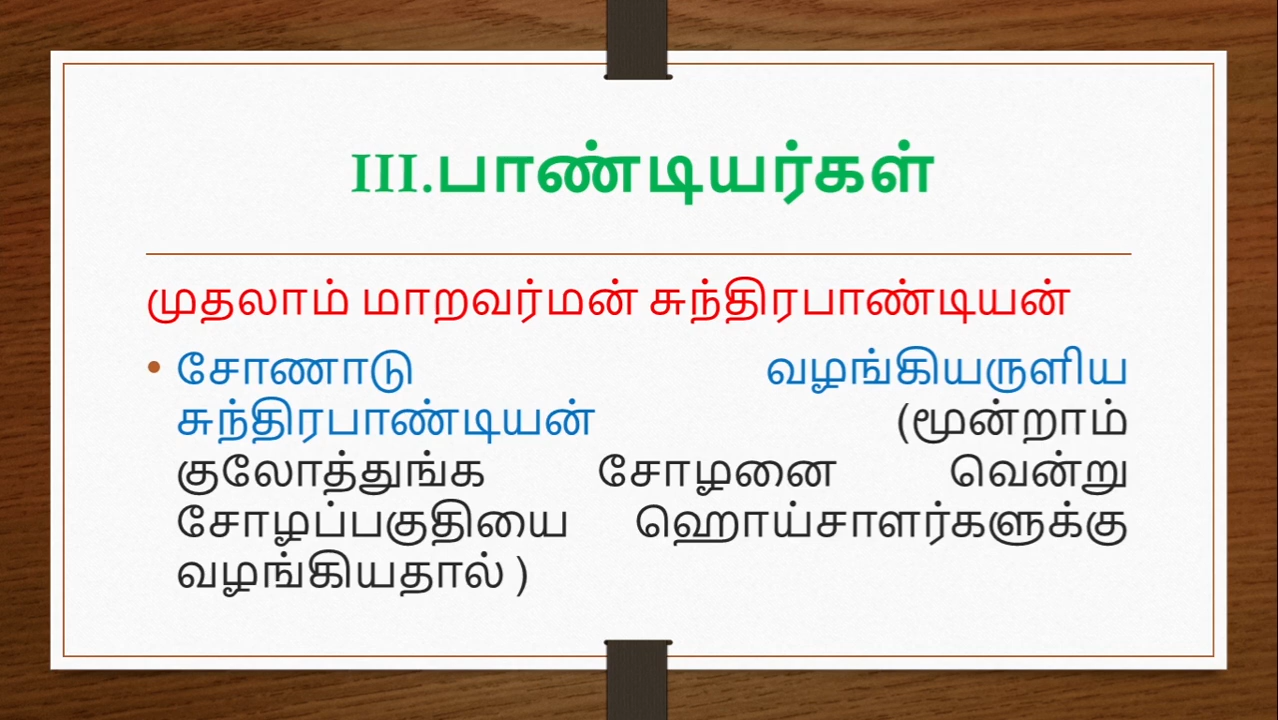 III.பாண்டியர்கள்
முதலாம் மாறவர்மன் சுந்திரபாண்டியன்
• சோணாடு வழங்கியருளிய
சுந்திரபாண்டியன் (மூன்றாம்
குலோத்துங்க சோழனை வென்று
சோழப்பகுதியை ஹொய்சாளர்களுக்கு
வழங்கியதால் )